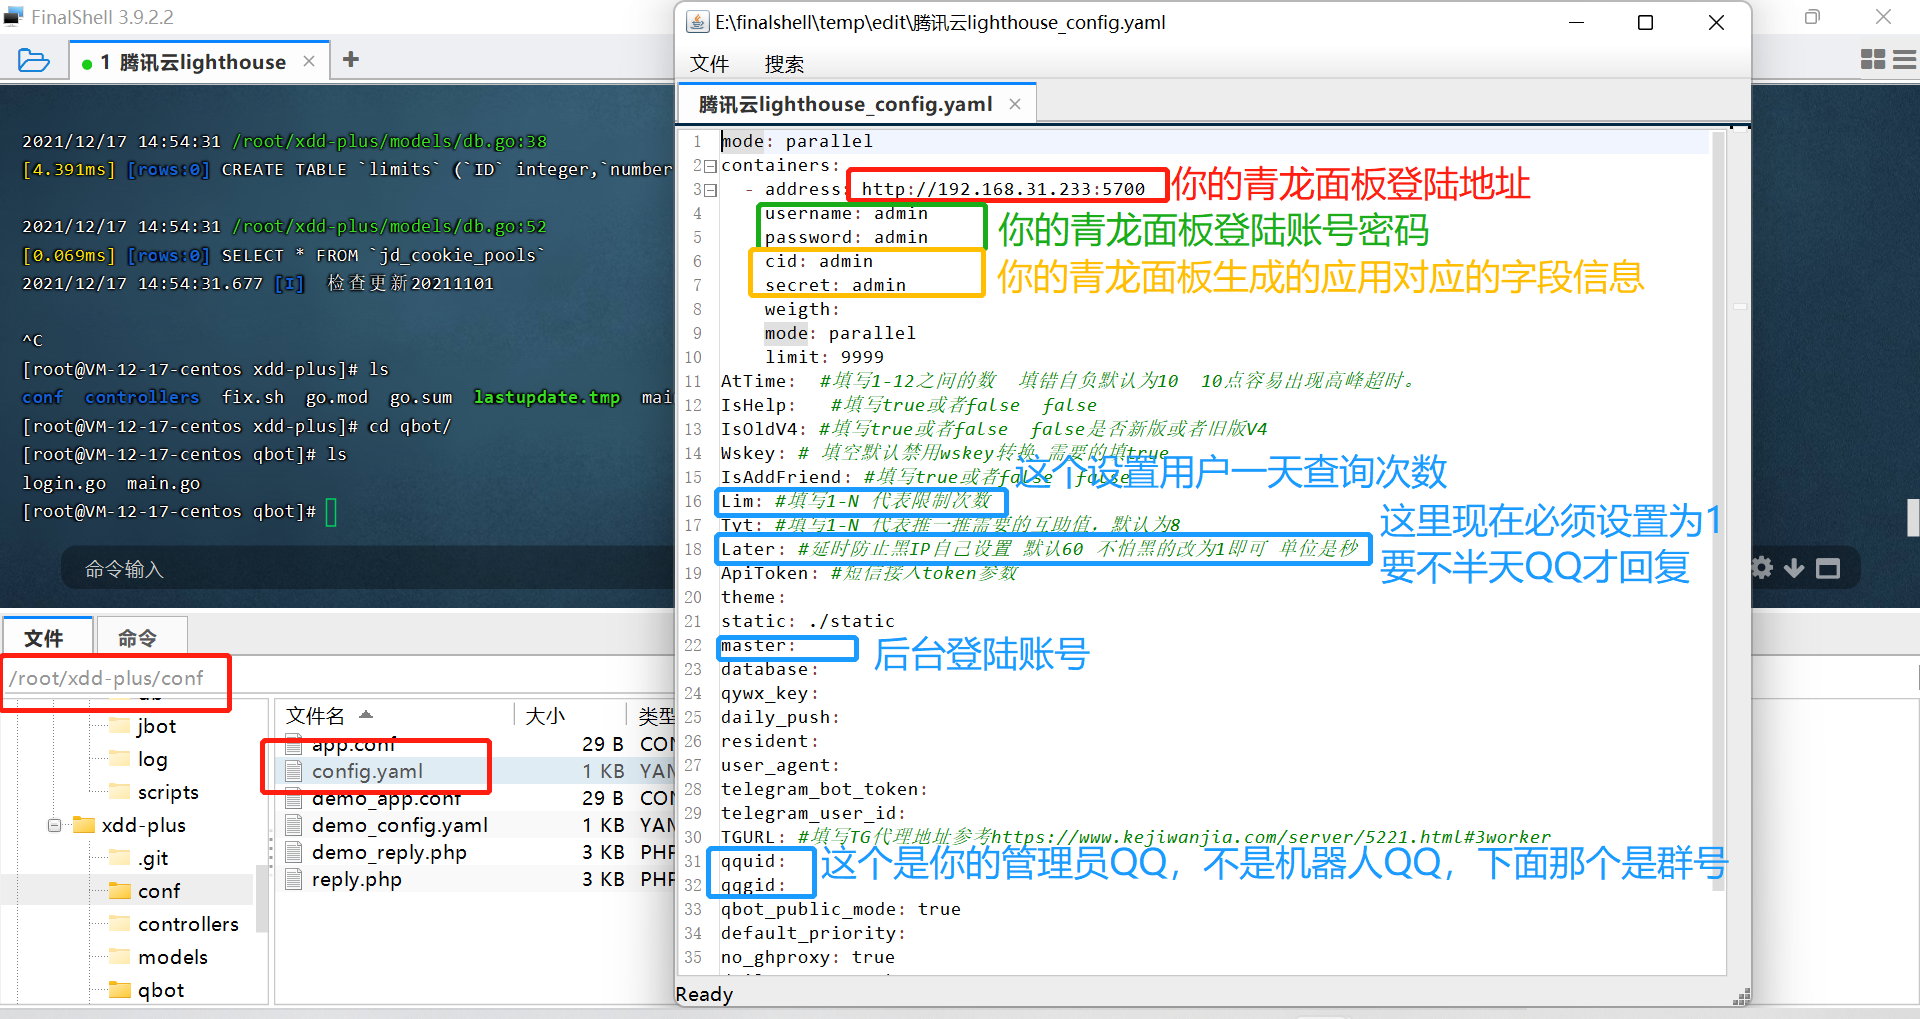 FinalShell 3.9.2.2
1 腾讯云lighthouse
2021/12/17 14:54:31 /root/xdd-plus/models/db.go:38
[4.391ms] [rows:0] CREATE TABLE `limits` (`ID` integer,`number
2021/12/17 14:54:31 /root/xdd-plus/models/db.go:52
[0.069ms] [rows:0] SELECT * FROM `jd_cookie_pools`
2021/12/17 14:54:31.677 [I] 检查更新20211101
^C
[root@VM-12-17-centos xdd-plus]# ls
conf controllers fix.sh go.mod go.sum lastupdate.tmp mai
[root@VM-12-17-centos xdd-plus]# cd qbot/
[root@VM-12-17-centos qbot]# ls
login.go main.go
[root@VM-12-17-centos qbot]#
命令输入
文件 命令
/root/xdd-plus/conf
jbot
log
scripts
xdd-plus
.git
conf
controllers
models
qbot
文件名 大小 类型
app.conf 29 B CON
config.yaml 1 KB YAM
demo_app.conf 29 B CON
demo_config.yaml 1 KB YAM
demo_reply.php 3 KB PHP
reply.php 3 KB PHP
E:\finalshell\temp\edit\腾讯云lighthouse_config.yaml
文件 搜索
腾讯云lighthouse_config.yaml
1 mode: parallel
2 containers:
3 - address: http://192.168.31.233:5700 你的青龙面板登陆地址
4 username: admin
5 password: admin
你的青龙面板登陆账号密码
6 cid: admin
7 secret: admin
你的青龙面板生成的应用对应的字段信息
8 weigth:
9 mode: parallel
10 limit: 9999
11 AtTime: #填写1-12之间的数 填错自负默认为10 10点容易出现高峰超时。
12 IsHelp: #填写true或者false false
13 IsOldV4: #填写true或者false false是否新版或者旧版V4
14 Wskey: # 填空默认禁用wskey转换 需要的填true
15 IsAddFriend: #填写true或者false false
这个设置用户一天查询次数
16 Lim: #填写1-N 代表限制次数
17 Tyt: #填写1-N 代表推一推需要的互助值. 默认为8
18 Later: #延时防止黑IP自己设置 默认60 不怕黑的改为1即可 单位是秒
这里现在必须设置为1
要不半天QQ才回复
19 ApiToken: #短信接入token参数
20 theme:
21 static: ./static
22 master: 后台登陆账号
23 database:
24 qywx_key:
25 daily_push:
26 resident:
27 user_agent:
28 telegram_bot_token:
29 telegram_user_id:
30 TGURL: #填写TG代理地址参考https://www.kejiwanjia.com/server/5221.html#3worker
31 qquid:
32 qqgid:
这个是你的管理员QQ，不是机器人QQ，下面那个是群号
33 qbot_public_mode: true
34 default_priority:
35 no_ghproxy: true
Ready